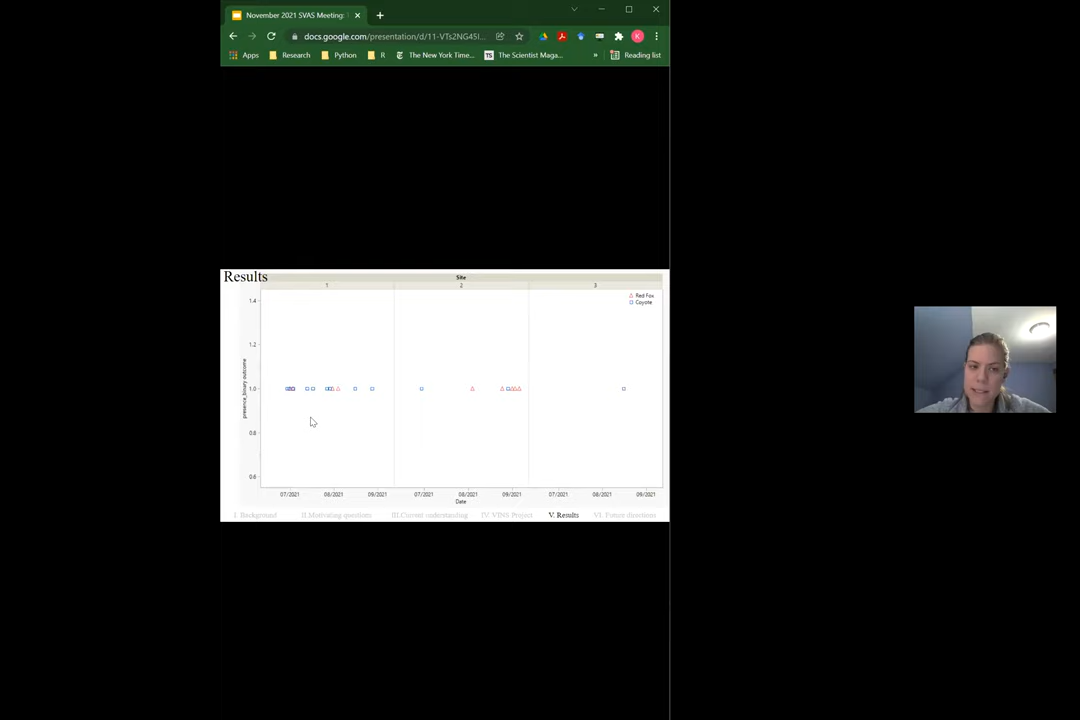 November 2021 SVAS Meeting:
docs.google.com/presentation/d/11-VTs2NG45I...
K
Apps Research Python R The New York Time... TS The Scientist Maga... » Reading list
Results
Site
1 2 3
Red Fox
Coyote
1.4
1.2
1.0
0.8
0.6
presence_binary outcome
07/2021 08/2021 09/2021 07/2021 08/2021 09/2021 07/2021 08/2021 09/2021
Date
I. Background II.Motivating questions III.Current understanding IV. VINS Project V. Results VI. Future directions